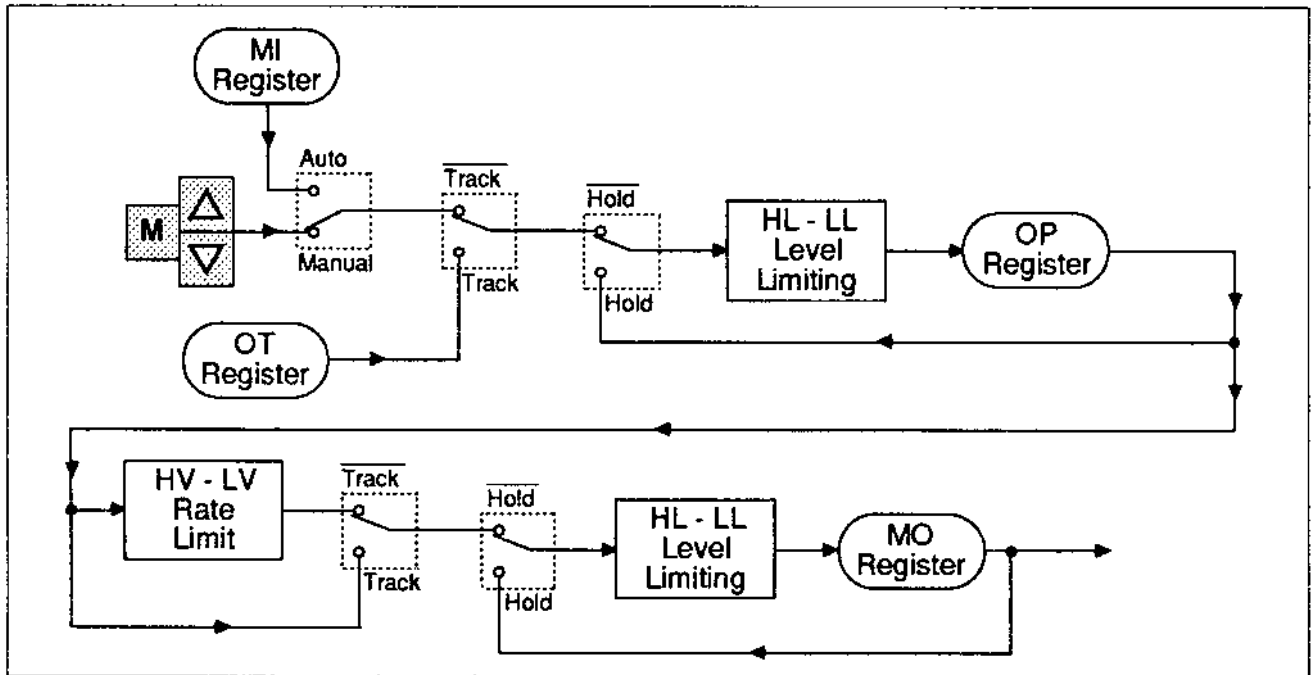 MI
Register
Auto
M
Manual
Track
Track
Hold
Hold
HL - LL
Level
Limiting
OP
Register
OT
Register
HV - LV
Rate
Limit
Track
Track
Hold
Hold
HL - LL
Level
Limiting
MO
Register